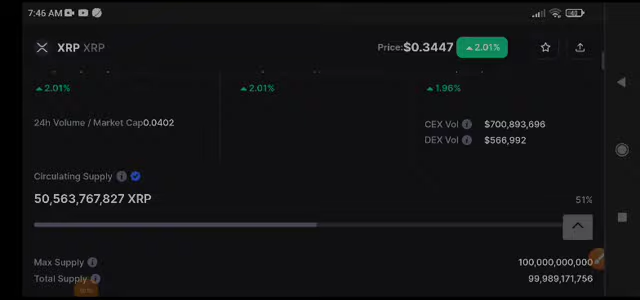 7:46 AM
XRP XRP
Price:$0.3447 2.01%
2.01%
2.01%
1.96%
24h Volume / Market Cap0.0402
CEX Vol $700,893,696
DEX Vol $566,992
Circulating Supply
50,563,767,827 XRP
51%
Max Supply 100,000,000,000
Total Supply 99,989,171,756